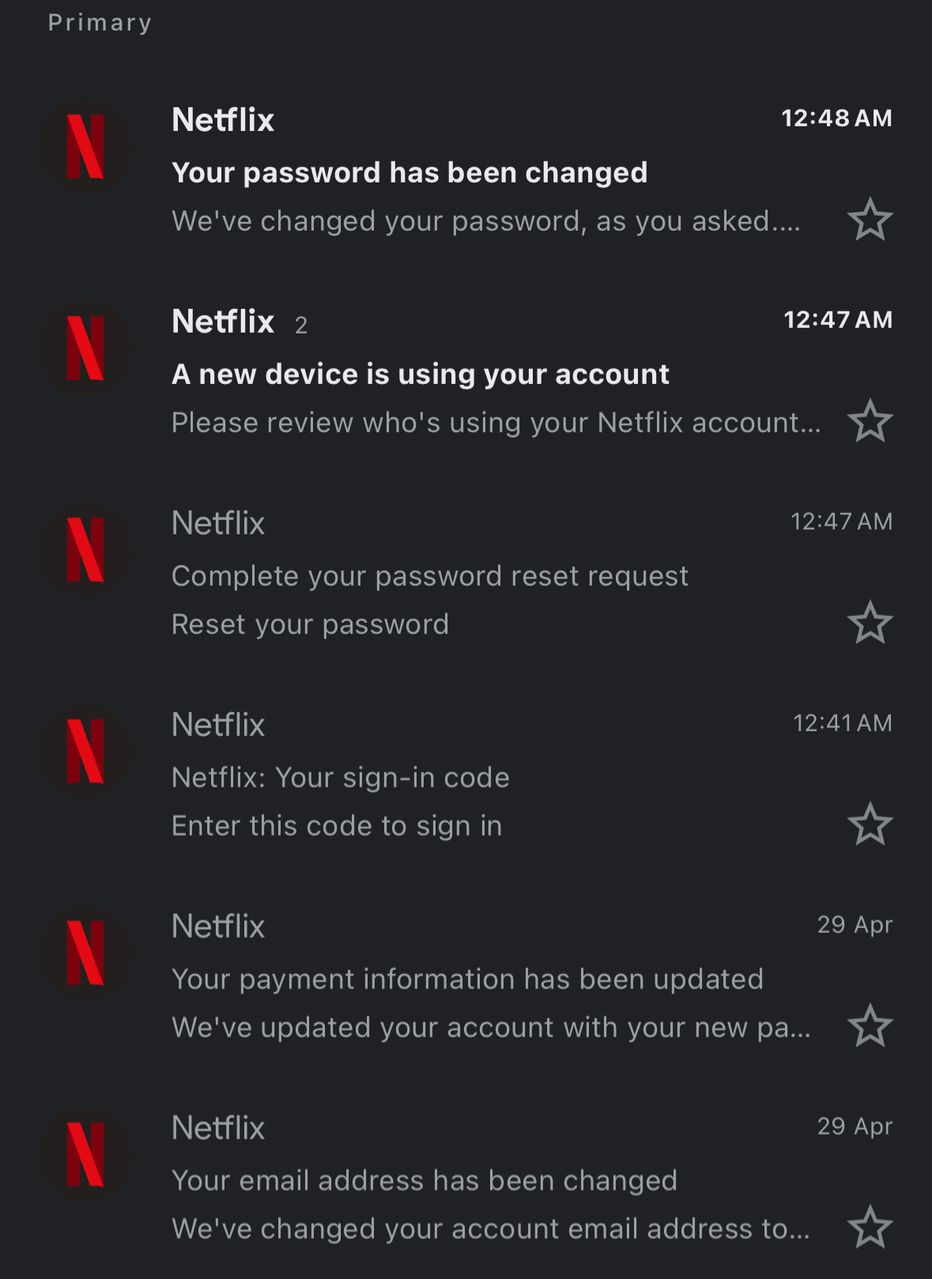 Primary
Netflix 12:48 AM
Your password has been changed
We've changed your password, as you asked....
Netflix 2 12:47 AM
A new device is using your account
Please review who's using your Netflix account...
Netflix 12:47 AM
Complete your password reset request
Reset your password
Netflix 12:41 AM
Netflix: Your sign-in code
Enter this code to sign in
Netflix 29 Apr
Your payment information has been updated
We've updated your account with your new pa...
Netflix 29 Apr
Your email address has been changed
We've changed your account email address to...